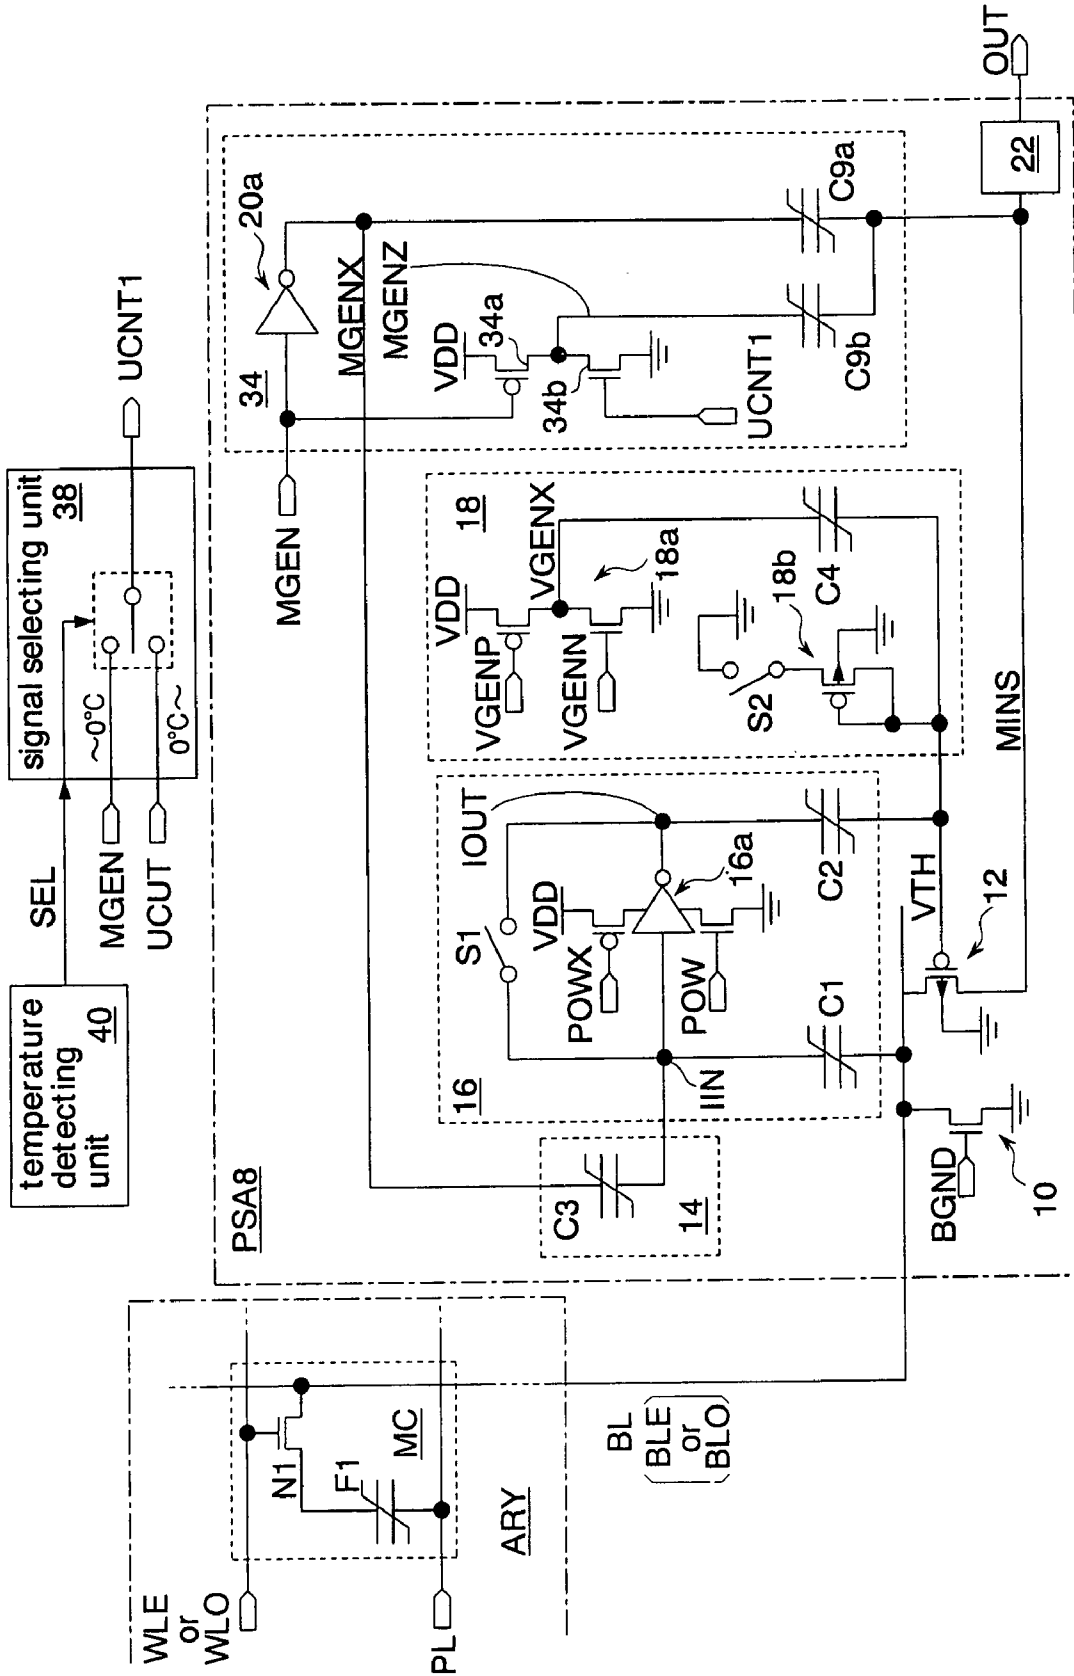 temperature
detecting
unit
40
SEL
signal selecting unit
38
~0°C
0°C~
MGEN
UCUT
UCNT1
WLE
or
WLO
PL
N1
F1
MC
ARY
BL
BLE
or
BLO
PSA8
C3
14
16
S1
IOUT
VDD
POWX
POW
16a
IIN
C1
C2
BGND
10
VTH
12
18
VDD
VGENP
VGENN
VGENX
18a
S2
18b
C4
MINS
34
20a
MGEN
MGENX
MGENZ
VDD
34a
34b
UCNT1
C9b
C9a
22
OUT